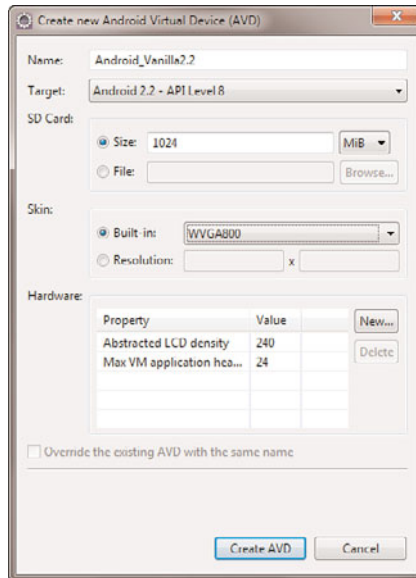 Create new Android Virtual Device (AVD)
Name: Android_Vanilla2.2
Target: Android 2.2 - API Level 8
SD Card:
Size: 1024 MiB
File: Browse...
Skin:
Built-in: WVGA800
Resolution: x
Hardware:
Property Value New...
Abstracted LCD density 240 Delete
Max VM application hea... 24
Override the existing AVD with the same name
Create AVD Cancel